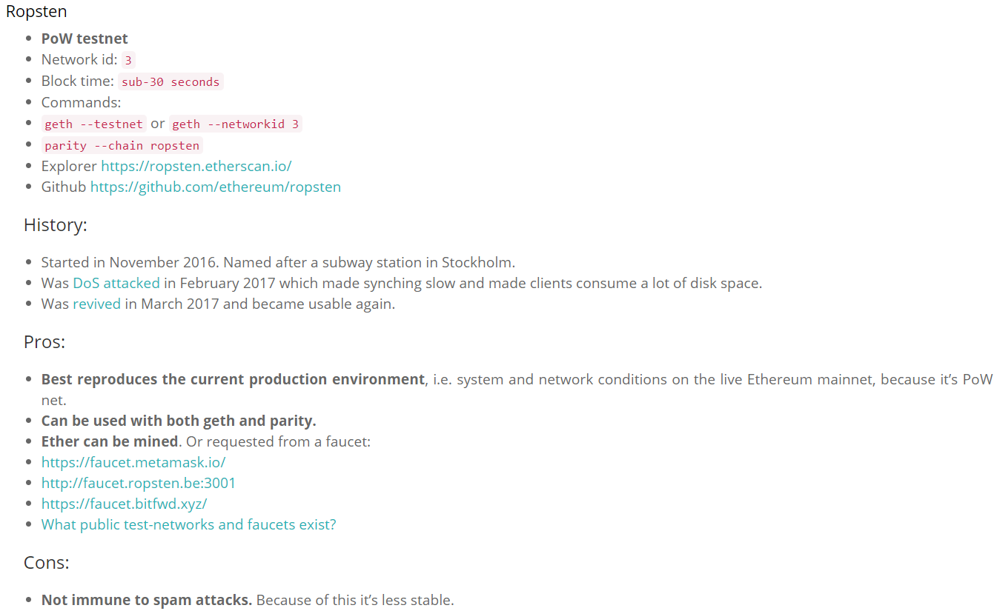 Ropsten
PoW testnet
Network id: 3
Block time: sub-30 seconds
Commands:
geth --testnet or geth --networkid 3
parity --chain ropsten
Explorer https://ropsten.etherscan.io/
Github https://github.com/ethereum/ropsten
History:
Started in November 2016. Named after a subway station in Stockholm.
Was DoS attacked in February 2017 which made synching slow and made clients consume a lot of disk space.
Was revived in March 2017 and became usable again.
Pros:
Best reproduces the current production environment, i.e. system and network conditions on the live Ethereum mainnet, because it’s PoW
net.
Can be used with both geth and parity.
Ether can be mined. Or requested from a faucet:
https://faucet.metamask.io/
http://faucet.ropsten.be:3001
https://faucet.bitfwd.xyz/
What public test-networks and faucets exist?
Cons:
Not immune to spam attacks. Because of this it’s less stable.